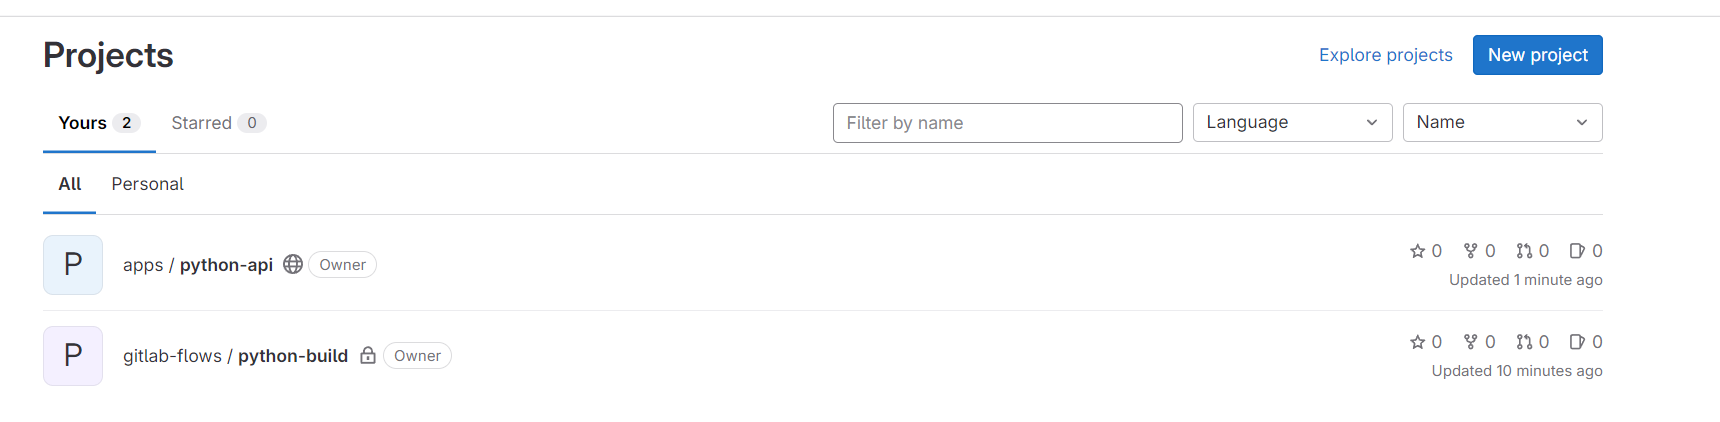 Projects
Explore projects
New project
Yours 2
Starred 0
Filter by name
Language
Name
All
Personal
P
apps / python-api
Owner
0 0 0 0
Updated 1 minute ago
P
gitlab-flows / python-build
Owner
0 0 0 0
Updated 10 minutes ago